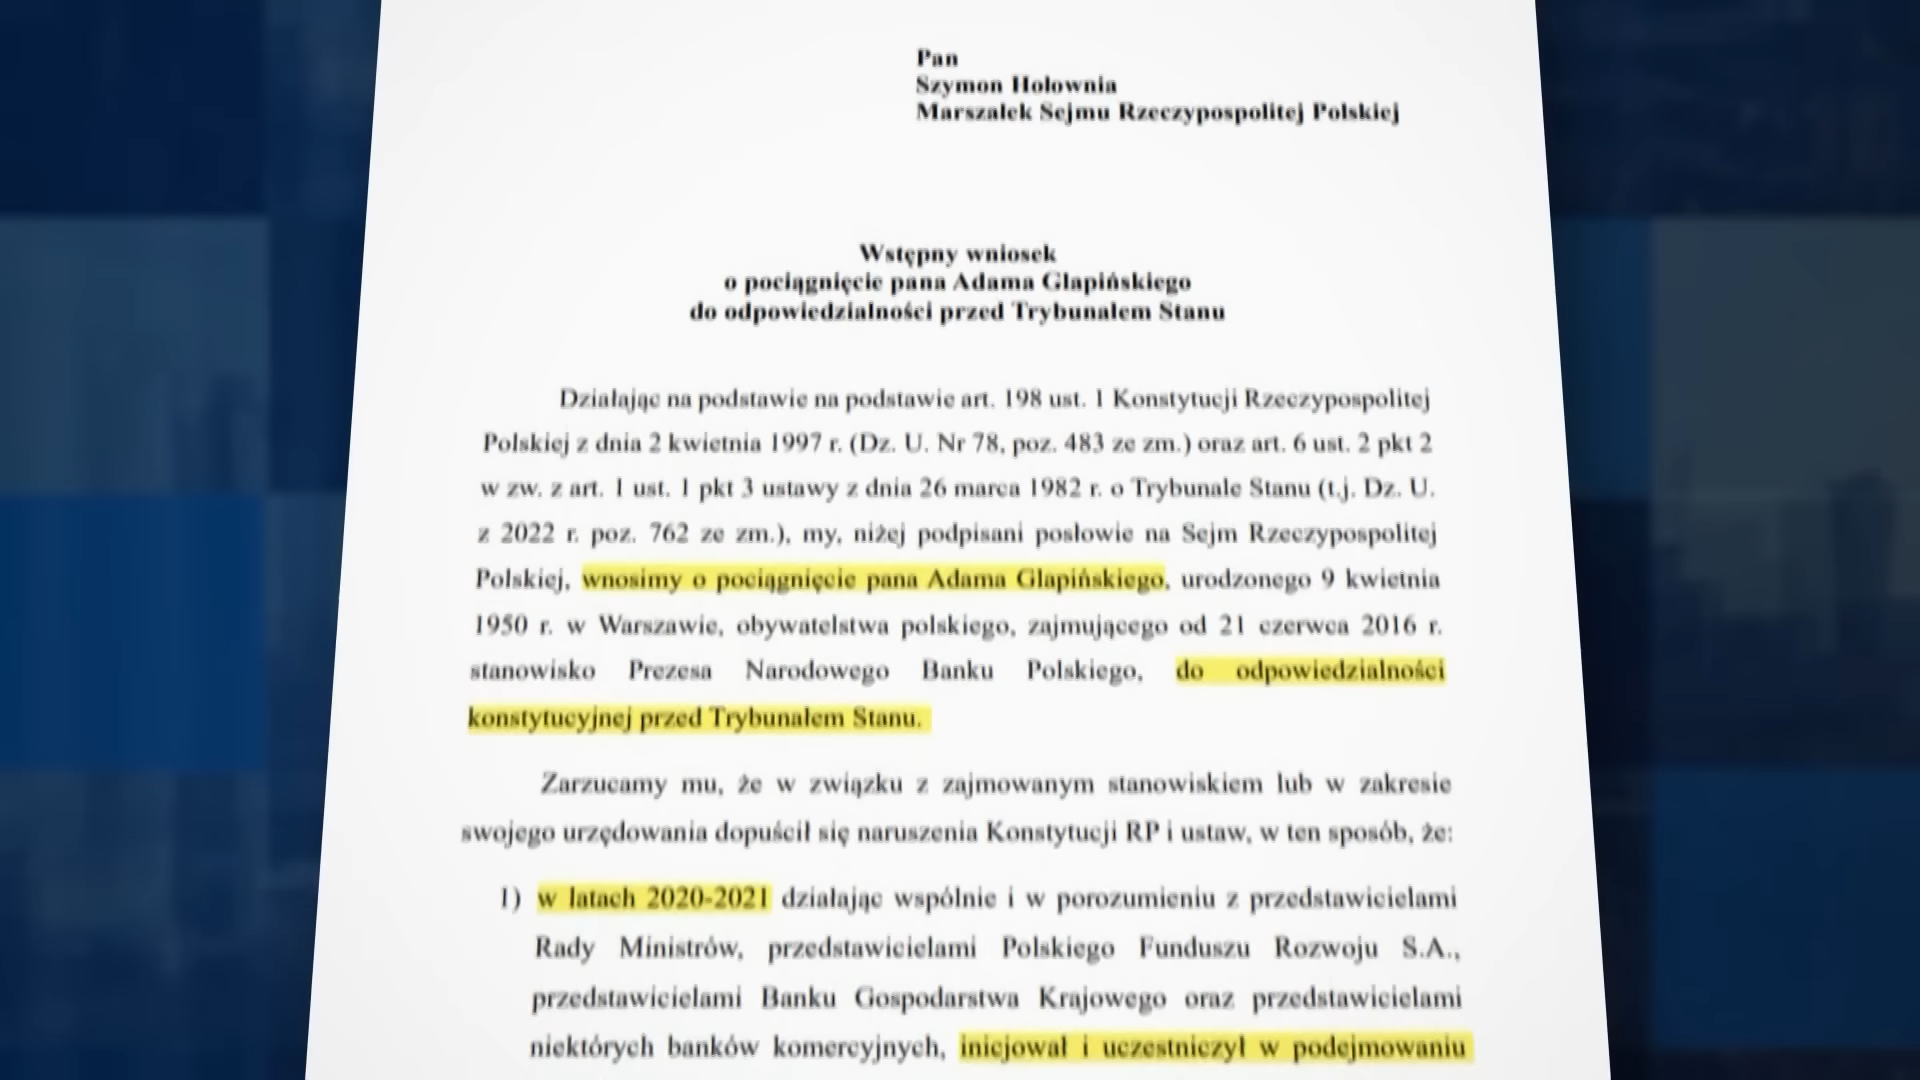 Pan
Szymon Hołownia
Marszałek Sejmu Rzeczypospolitej Polskiej
Wstępny wniosek
o pociągnięcie pana Adama Glapińskiego
do odpowiedzialności przed Trybunałem Stanu
Działając na podstawie na podstawie art. 198 ust. 1 Konstytucji Rzeczypospolitej
Polskiej z dnia 2 kwietnia 1997 r. (Dz. U. Nr 78, poz. 483 ze zm.) oraz art. 6 ust. 2 pkt 2
w zw. z art. 1 ust. 1 pkt 3 ustawy z dnia 26 marca 1982 r. o Trybunale Stanu (t.j. Dz. U.
z 2022 r. poz. 762 ze zm.), my, niżej podpisani posłowie na Sejm Rzeczypospolitej
Polskiej, wnosimy o pociągnięcie pana Adama Glapińskiego, urodzonego 9 kwietnia
1950 r. w Warszawie, obywatelstwa polskiego, zajmującego od 21 czerwca 2016 r.
stanowisko Prezesa Narodowego Banku Polskiego, do odpowiedzialności
konstytucyjnej przed Trybunałem Stanu.
Zarzucamy mu, że w związku z zajmowanym stanowiskiem lub w zakresie
swojego urzędowania dopuścił się naruszenia Konstytucji RP i ustaw, w ten sposób, że:
1) w latach 2020-2021 działając wspólnie i w porozumieniu z przedstawicielami
Rady Ministrów, przedstawicielami Polskiego Funduszu Rozwoju S.A.,
przedstawicielami Banku Gospodarstwa Krajowego oraz przedstawicielami
niektórych banków komercyjnych, inicjował i uczestniczył w podejmowaniu